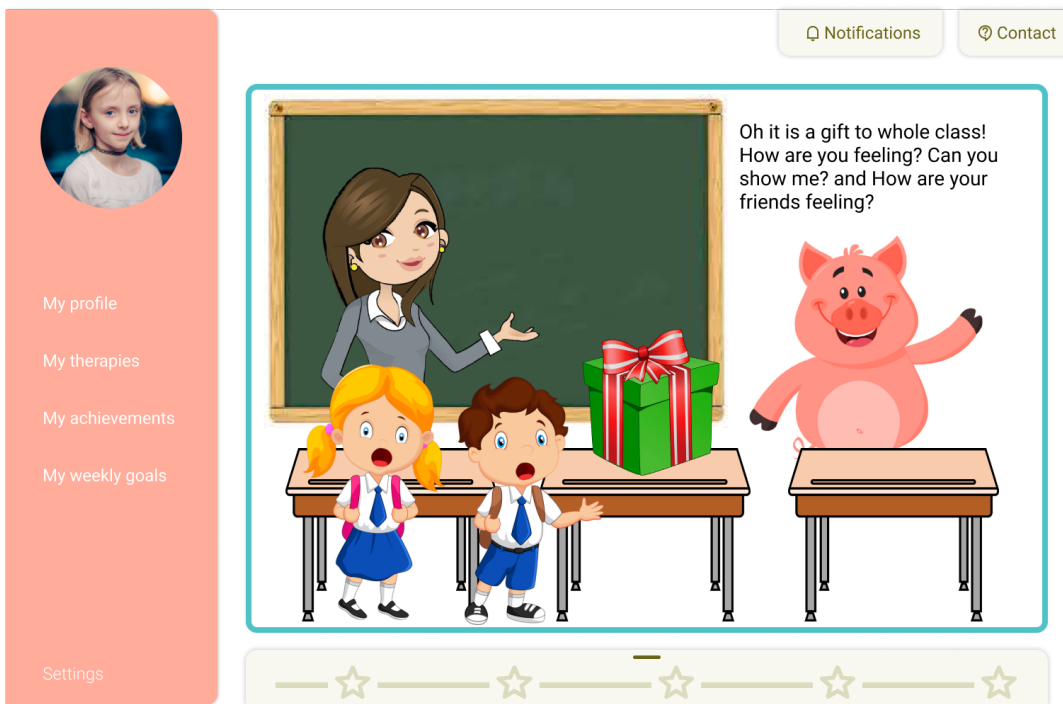 Notifications
Contact
My profile
My therapies
My achievements
My weekly goals
Settings
Oh it is a gift to whole class!
How are you feeling? Can you
show me? and How are your
friends feeling?